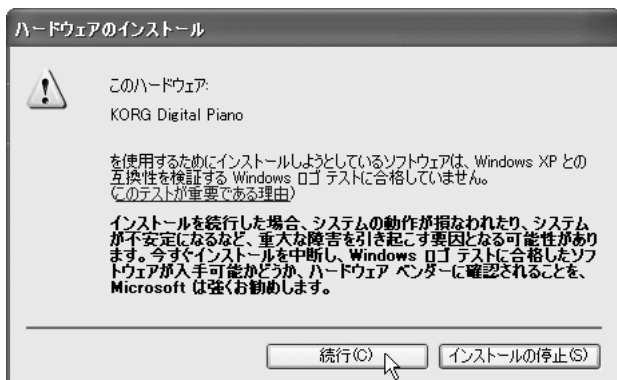 ハードウェアのインストール
このハードウェア:
KORG Digital Piano
を使用するためにインストールしようとしているソフトウェアは、Windows XP との
互換性を検証する Windows ロゴ テストに合格していません。
(このテストが重要である理由)
インストールを続行した場合、システムの動作が損なわれたり、システム
が不安定になるなど、重大な障害を引き起こす要因となる可能性があり
ます。今すぐインストールを中断し、Windows ロゴ テストに合格したソフ
トウェアが入手可能かどうか、ハードウェア ベンダーに確認されることを、
Microsoft は強くお勧めします。
続行(C)
インストールの停止(S)